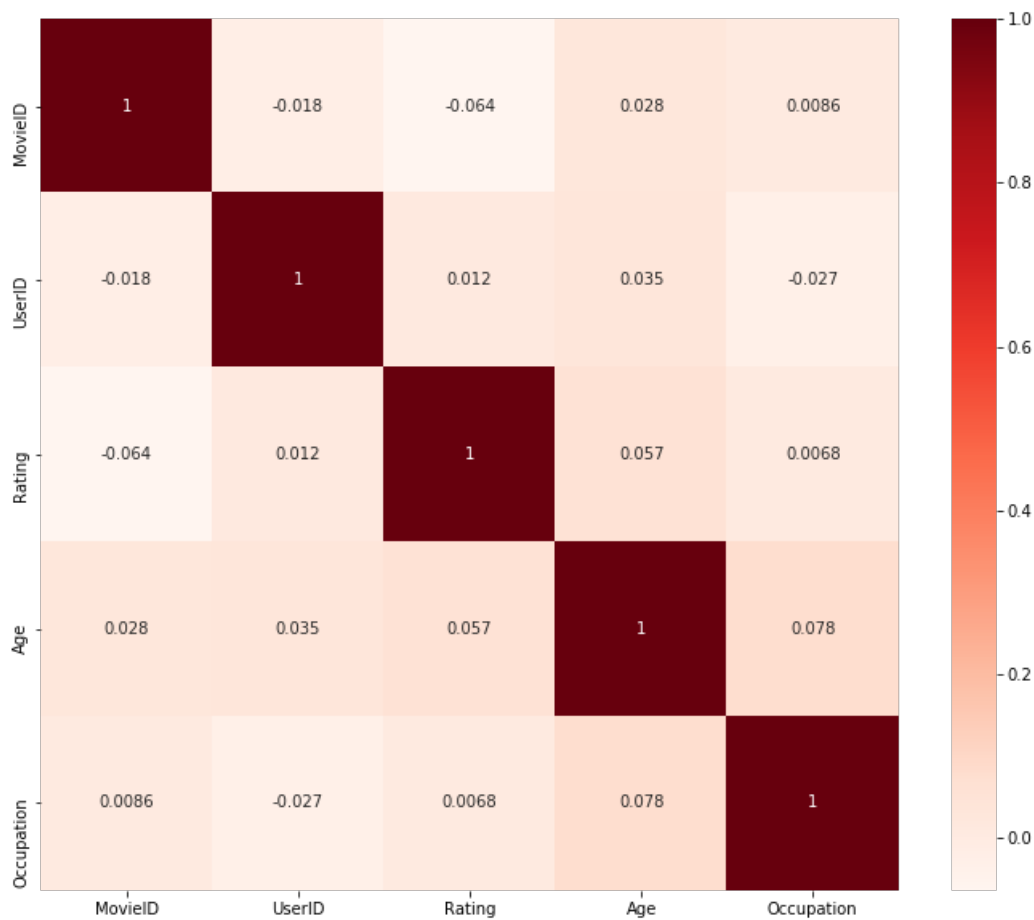 MovieID 1 -0.018 -0.064 0.028 0.0086
UserID -0.018 1 0.012 0.035 -0.027
Rating -0.064 0.012 1 0.057 0.0068
Age 0.028 0.035 0.057 1 0.078
Occupation 0.0086 -0.027 0.0068 0.078 1
MovieID UserID Rating Age Occupation
1.0
0.8
0.6
0.4
0.2
0.0